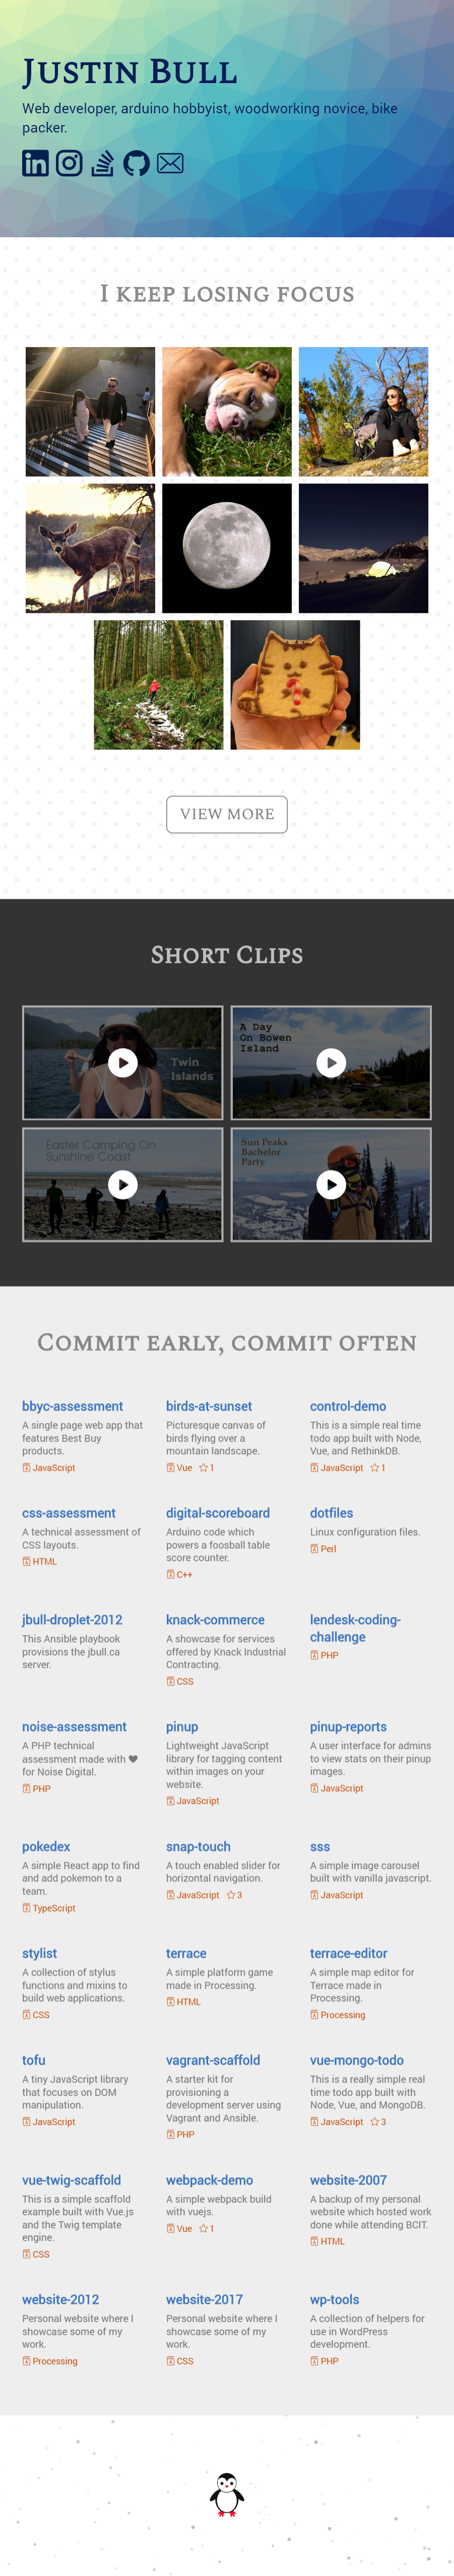 Justin Bull
Web developer, arduino hobbyist, woodworking novice, bike
packer.
I keep losing focus
VIEW MORE
Short Clips
Twin
Islands
A Day
On Bowen
Island
Easter Camping On
Sunshine Coast
Sun Peaks
Bachelor
Party
Commit early, commit often
bbyc-assessment
A single page web app that
features Best Buy
products.
JavaScript
birds-at-sunset
Picturesque canvas of
birds flying over a
mountain landscape.
Vue 1
control-demo
This is a simple real time
todo app built with Node,
Vue, and RethinkDB.
JavaScript 1
css-assessment
A technical assessment of
CSS layouts.
HTML
digital-scoreboard
Arduino code which
powers a foosball table
score counter.
C++
dotfiles
Linux configuration files.
Perl
jbull-droplet-2012
This Ansible playbook
provisions the jbull.ca
server.
knack-commerce
A showcase for services
offered by Knack Industrial
Contracting.
CSS
lendesk-coding-
challenge
PHP
noise-assessment
A PHP technical
assessment made with ♥
for Noise Digital.
PHP
pinup
Lightweight JavaScript
library for tagging content
within images on your
website.
JavaScript
pinup-reports
A user interface for admins
to view stats on their pinup
images.
JavaScript
pokedex
A simple React app to find
and add pokemon to a
team.
TypeScript
snap-touch
A touch enabled slider for
horizontal navigation.
JavaScript 3
sss
A simple image carousel
built with vanilla javascript.
JavaScript
stylist
A collection of stylus
functions and mixins to
build web applications.
CSS
terrace
A simple platform game
made in Processing.
HTML
terrace-editor
A simple map editor for
Terrace made in
Processing.
Processing
tofu
A tiny JavaScript library
that focuses on DOM
manipulation.
JavaScript
vagrant-scaffold
A starter kit for
provisioning a
development server using
Vagrant and Ansible.
PHP
vue-mongo-todo
This is a really simple real
time todo app built with
Node, Vue, and MongoDB.
JavaScript 3
vue-twig-scaffold
This is a simple scaffold
example built with Vue.js
and the Twig template
engine.
CSS
webpack-demo
A simple webpack build
with vuejs.
Vue 1
website-2007
A backup of my personal
website which hosted work
done while attending BCIT.
HTML
website-2012
Personal website where I
showcase some of my
work.
Processing
website-2017
Personal website where I
showcase some of my
work.
CSS
wp-tools
A collection of helpers for
use in WordPress
development.
PHP